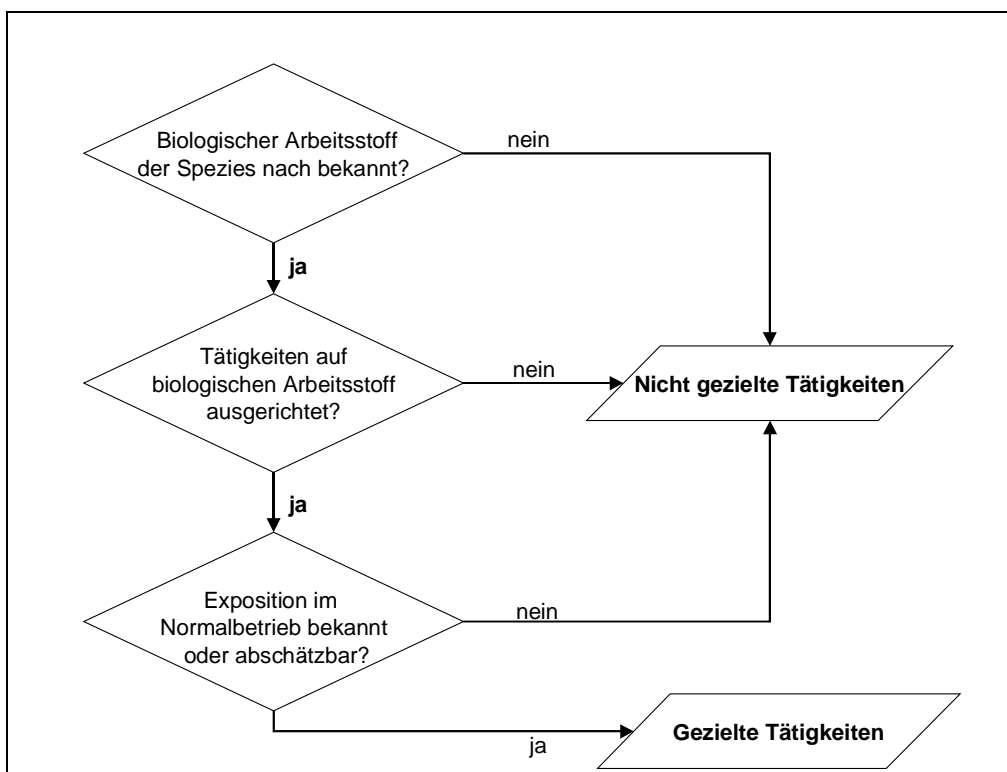 Biologischer Arbeitsstoff
der Spezies nach bekannt?
nein
ja
Tätigkeiten auf
biologischen Arbeitsstoff
ausgerichtet?
nein
Nicht gezielte Tätigkeiten
ja
Exposition im
Normalbetrieb bekannt
oder abschätzbar?
nein
ja
Gezielte Tätigkeiten